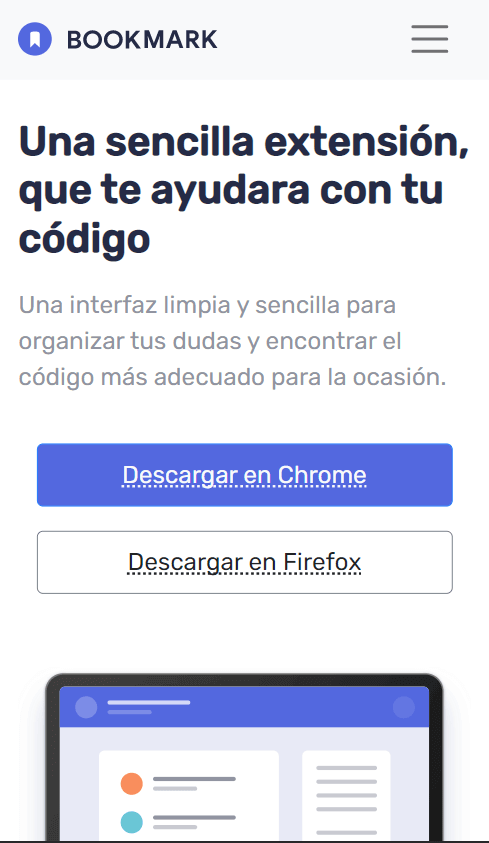 BOOKMARK
Una sencilla extensión,
que te ayudara con tu
código
Una interfaz limpia y sencilla para
organizar tus dudas y encontrar el
código más adecuado para la ocasión.
Descargar en Chrome
Descargar en Firefox